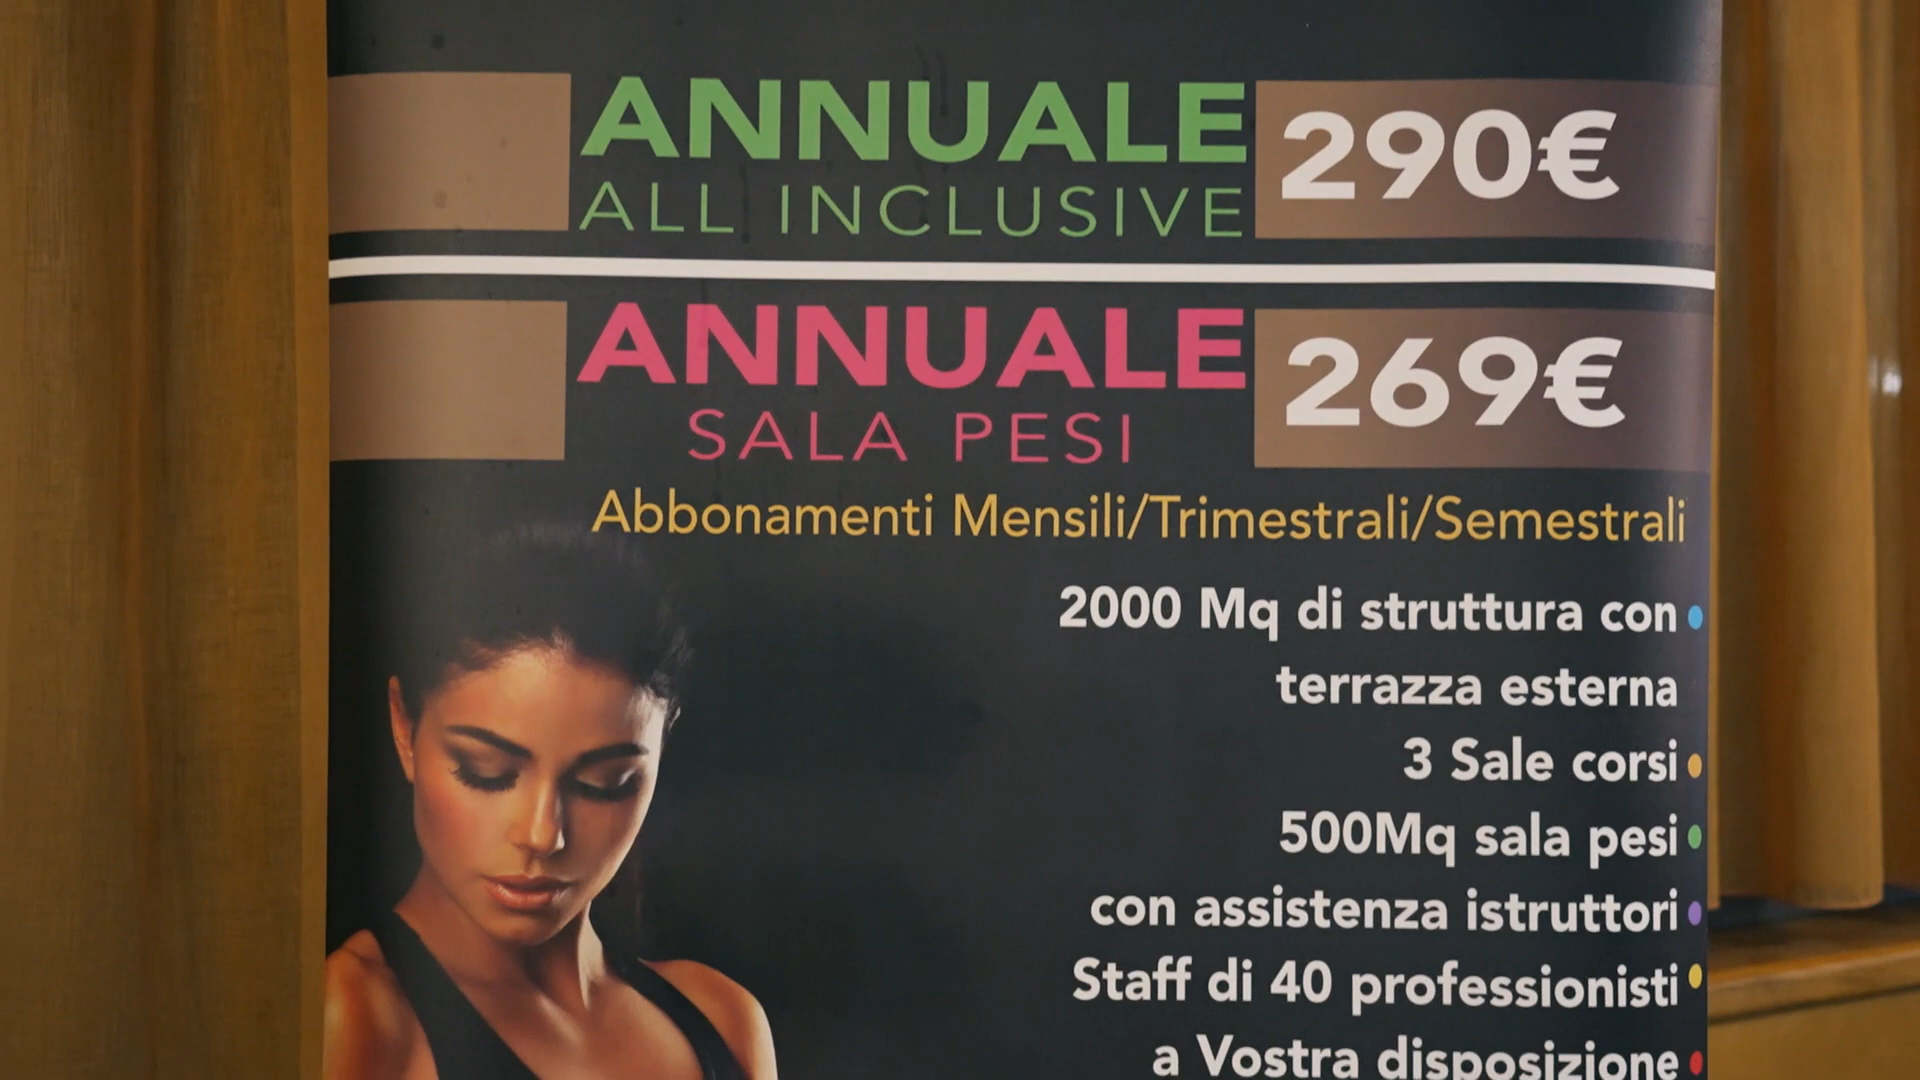 ANNUALE 290€
ALL INCLUSIVE
ANNUALE 269€
SALA PESI
Abbonamenti Mensili/Trimestrali/Semestrali
2000 Mq di struttura con
terrazza esterna
3 Sale corsi
500Mq sala pesi
con assistenza istruttori
Staff di 40 professionisti
a Vostra disposizione